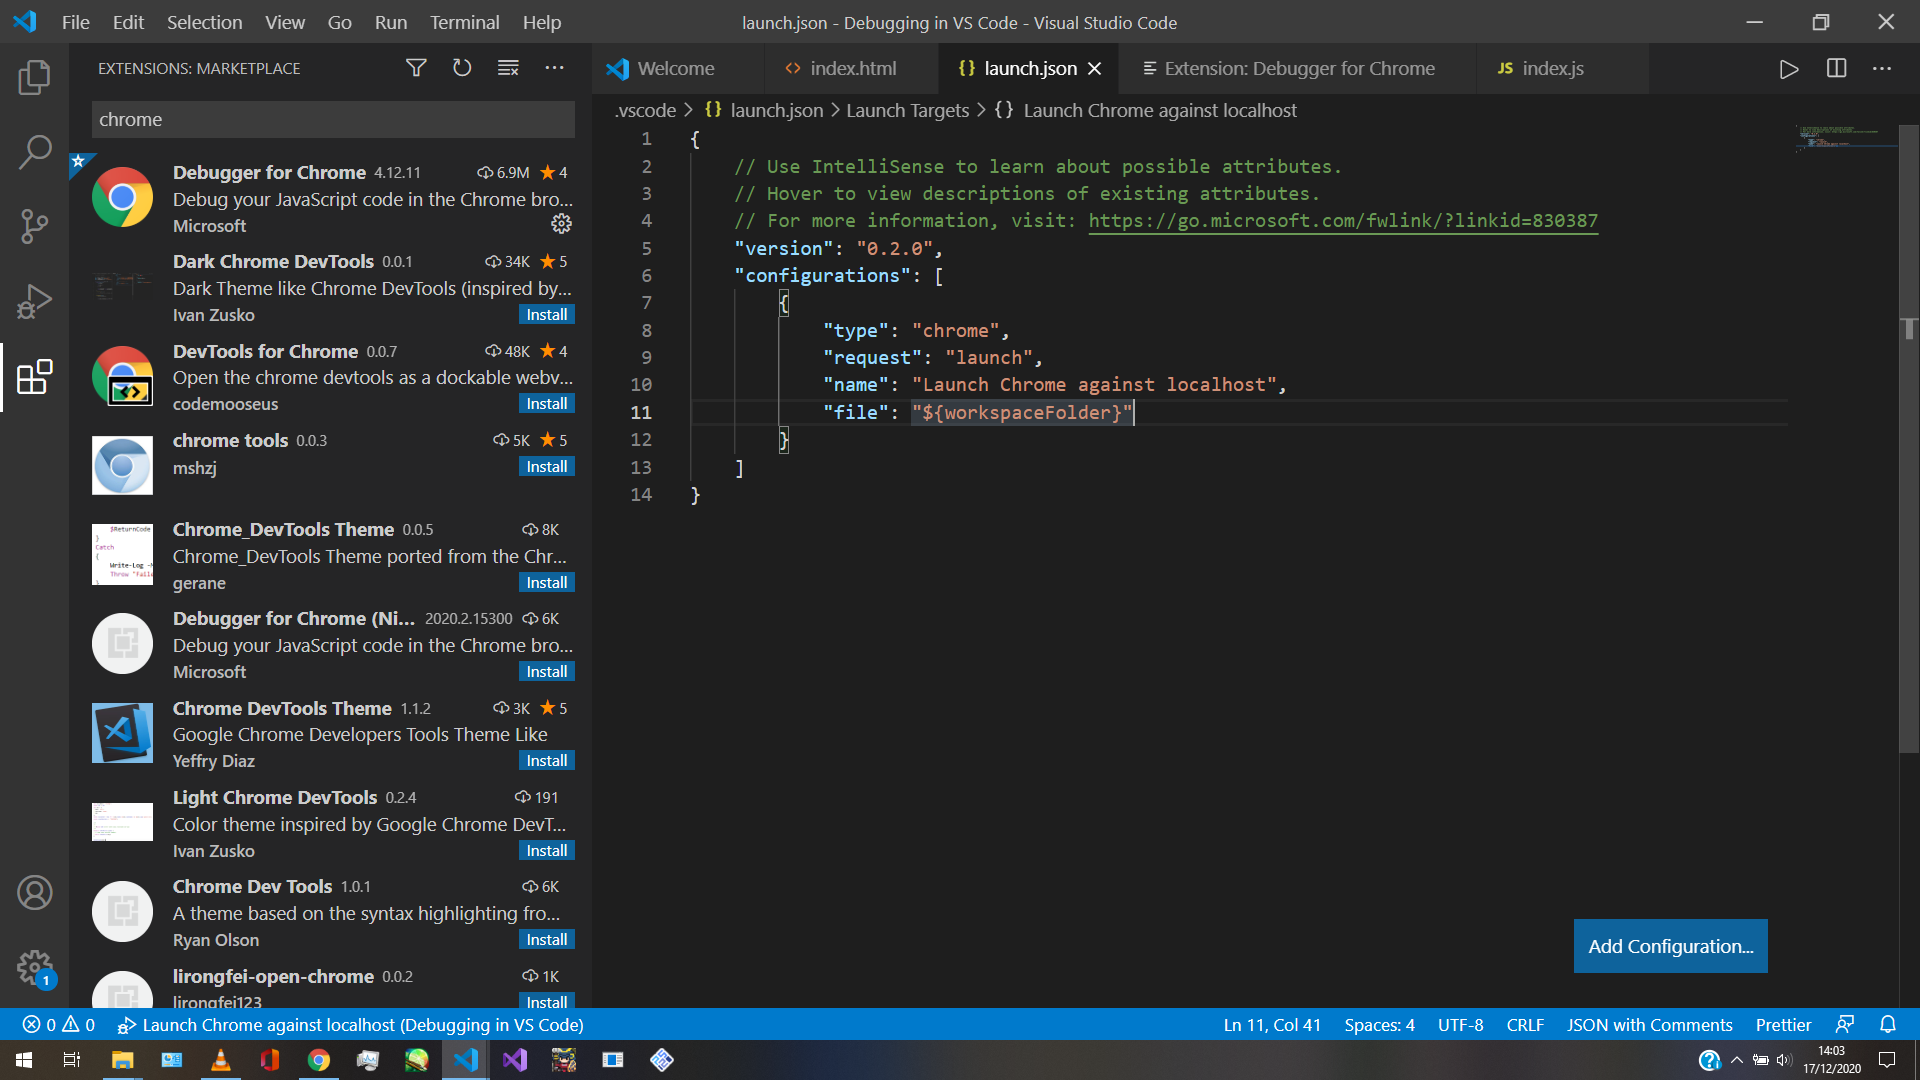 File Edit Selection View Go Run Terminal Help
launch.json - Debugging in VS Code - Visual Studio Code
EXTENSIONS: MARKETPLACE
chrome
Debugger for Chrome 4.12.11 6.9M 4
Debug your JavaScript code in the Chrome bro...
Microsoft
Dark Chrome DevTools 0.0.1 34K 5
Dark Theme like Chrome DevTools (inspired by...
Ivan Zusko Install
DevTools for Chrome 0.0.7 48K 4
Open the chrome devtools as a dockable webv...
codemooseus Install
chrome tools 0.0.3 5K 5
mshzj Install
$ReturnCode
}
Catch
{
Write-Log
Throw "Faile
Chrome_DevTools Theme 0.0.5 8K
Chrome_DevTools Theme ported from the Chr...
gerane Install
Debugger for Chrome (Ni... 2020.2.15300 6K
Debug your JavaScript code in the Chrome bro...
Microsoft Install
Chrome DevTools Theme 1.1.2 3K 5
Google Chrome Developers Tools Theme Like
Yeffry Diaz Install
Light Chrome DevTools 0.2.4 191
Color theme inspired by Google Chrome DevT...
Ivan Zusko Install
Chrome Dev Tools 1.0.1 6K
A theme based on the syntax highlighting fro...
Ryan Olson Install
lirongfei-open-chrome 0.0.2 1K
lirongfei123 Install
Welcome <> index.html {} launch.json Extension: Debugger for Chrome JS index.js
.vscode > {} launch.json > Launch Targets > {} Launch Chrome against localhost
1 {
2 // Use IntelliSense to learn about possible attributes.
3 // Hover to view descriptions of existing attributes.
4 // For more information, visit: https://go.microsoft.com/fwlink/?linkid=830387
5 "version": "0.2.0",
6 "configurations": [
7 {
8 "type": "chrome",
9 "request": "launch",
10 "name": "Launch Chrome against localhost",
11 "file": "${workspaceFolder}"
12 }
13 ]
14 }
Add Configuration...
1
0 0 Launch Chrome against localhost (Debugging in VS Code) Ln 11, Col 41 Spaces: 4 UTF-8 CRLF JSON with Comments Prettier
14:03
17/12/2020